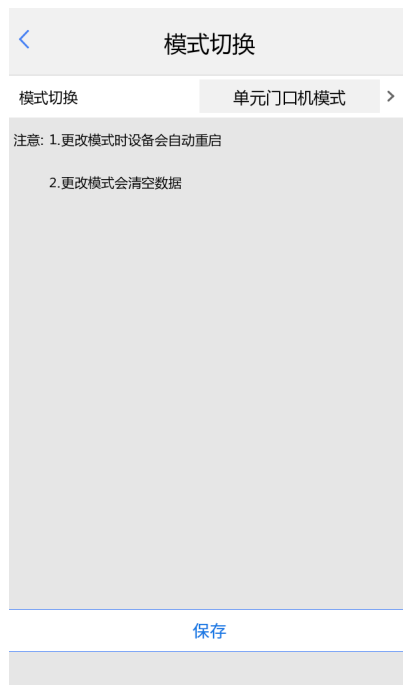 模式切换
模式切换 单元门口机模式
注意: 1.更改模式时设备会自动重启
2.更改模式会清空数据
保存